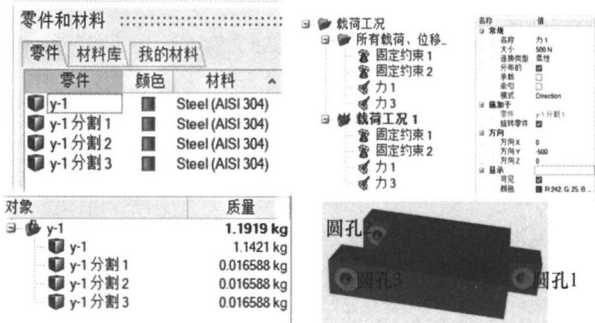 零件和材料
零件 材料库 我的材料
零件 颜色 材料
y-1 Steel (AISI 304)
y-1 分割 1 Steel (AISI 304)
y-1 分割 2 Steel (AISI 304)
y-1 分割 3 Steel (AISI 304)
载荷工况
所有载荷、位移..
固定约束 1
固定约束 2
力 1
力 3
载荷工况 1
固定约束 1
固定约束 2
力 1
力 3
名称 值
常规
名称 力 1
大小 500 N
连接类型 柔性
分布的
承载
牵引
模式 Direction
施加于
零件 y-1 分割 1
旋转零件
方向
方向 X 0
方向 Y -500
方向 Z 0
显示
可见
颜色 R:242 G:25 B..
对象 质量
y-1 1.1919 kg
y-1 1.1421 kg
y-1 分割 1 0.016588 kg
y-1 分割 2 0.016588 kg
y-1 分割 3 0.016588 kg
圆孔2
圆孔3 圆孔1